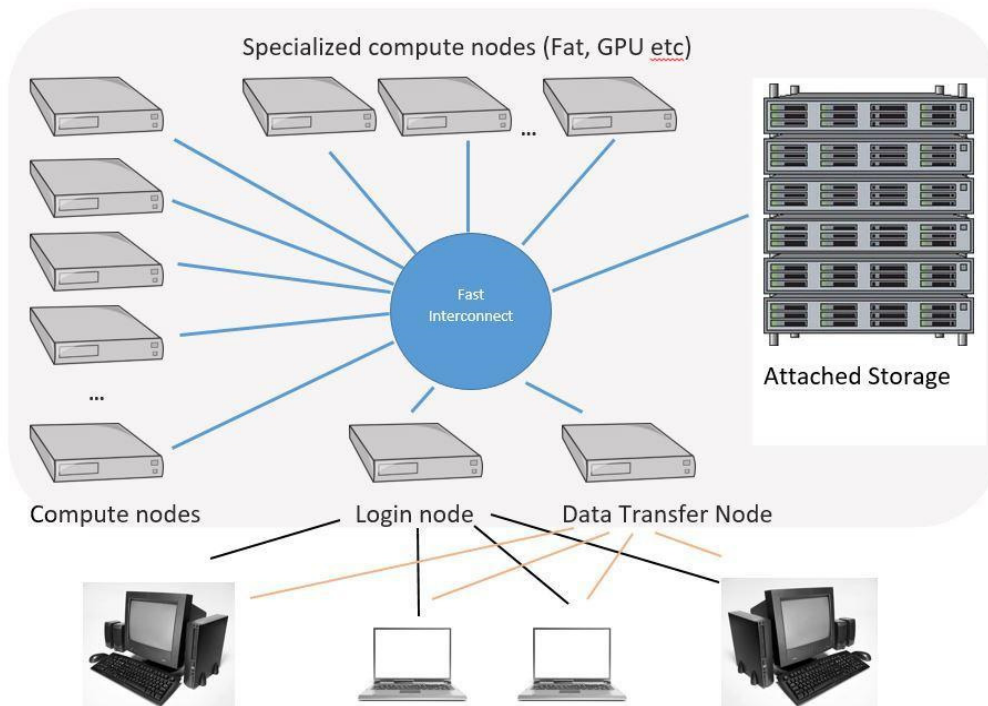 Specialized compute nodes (Fat, GPU etc)
...
Fast
Interconnect
Attached Storage
...
Compute nodes
Login node
Data Transfer Node